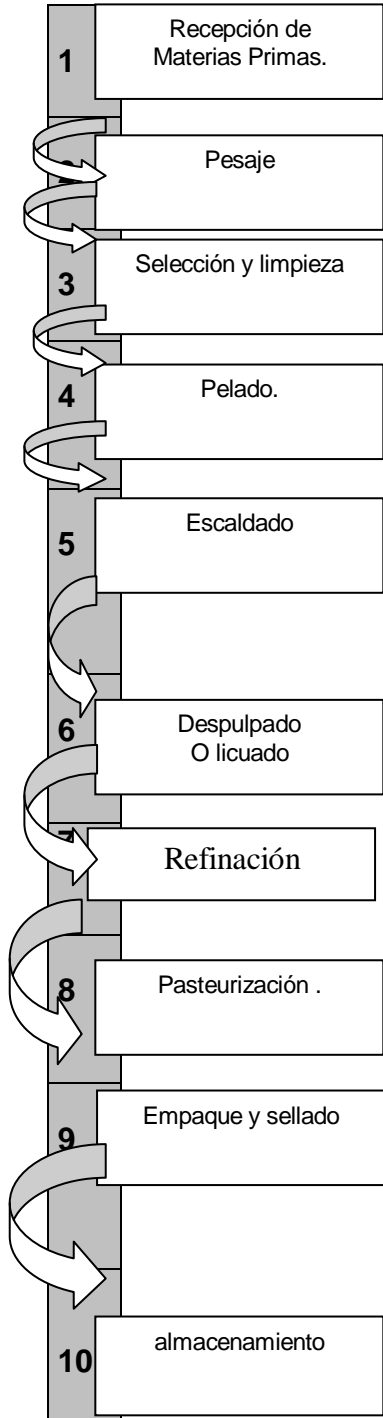 1
Recepción de
Materias Primas.
2
Pesaje
3
Selección y limpieza
4
Pelado.
5
Escaldado
6
Despulpado
O licuado
7
Refinación
8
Pasteurización .
9
Empaque y sellado
10
almacenamiento